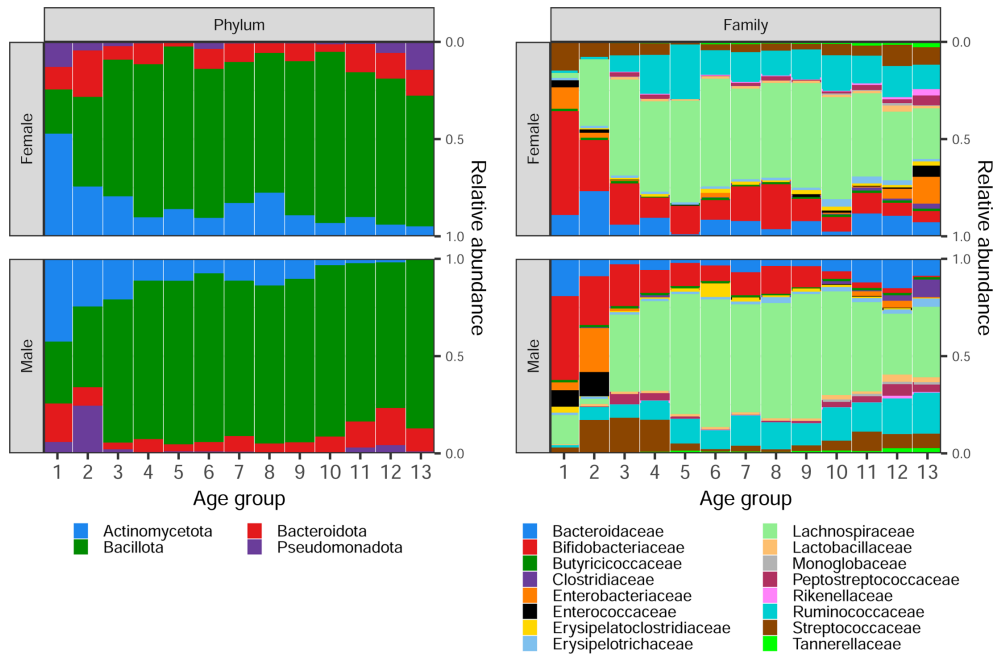 Phylum
Family
Female
0.0
0.5
1.0
Male
1.0
0.5
0.0
Relative abundance
1 2 3 4 5 6 7 8 9 10 11 12 13
Age group
Actinomycetota
Bacillota
Bacteroidota
Pseudomonadota
Female
0.0
0.5
1.0
Male
1.0
0.5
0.0
Relative abundance
1 2 3 4 5 6 7 8 9 10 11 12 13
Age group
Bacteroidaceae
Bifidobacteriaceae
Butyricicoccaceae
Clostridiaceae
Enterobacteriaceae
Enterococcaceae
Erysipelatoclostridiaceae
Erysipelotrichaceae
Lachnospiraceae
Lactobacillaceae
Monoglobaceae
Peptostreptococcaceae
Rikenellaceae
Ruminococcaceae
Streptococcaceae
Tannerellaceae